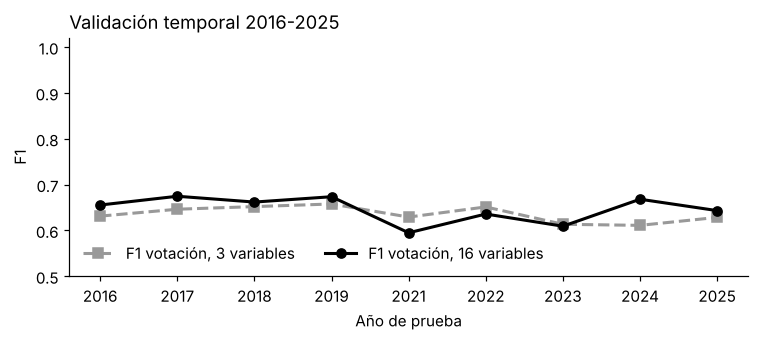 Validación temporal 2016-2025
1.0
0.9
0.8
0.7
0.6
0.5
F1
F1 votación, 3 variables
F1 votación, 16 variables
2016 2017 2018 2019 2021 2022 2023 2024 2025
Año de prueba